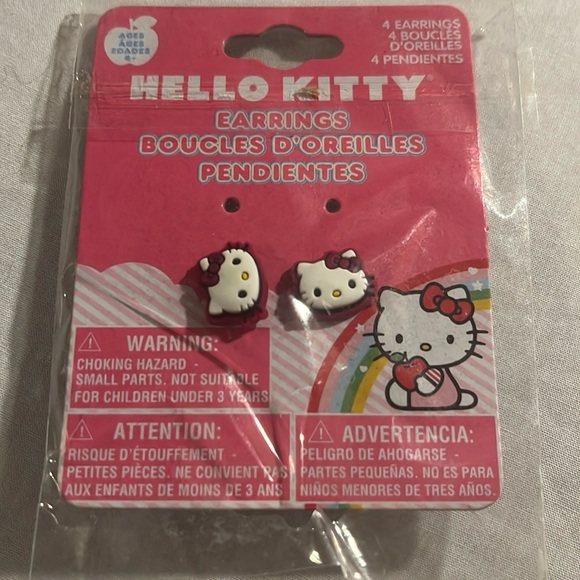 AGES
ÂGES
EDADES
4 EARRINGS
4 BOUCLES
D'OREILLES
4 PENDIENTES
HELLO KITTY
EARRINGS
BOUCLES D'OREILLES
PENDIENTES
WARNING:
CHOKING HAZARD -
SMALL PARTS. NOT SUITABLE
FOR CHILDREN UNDER 3 YEARS
ATTENTION:
RISQUE D'ÉTOUFFEMENT -
PETITES PIÈCES. NE CONVIENT PAS
AUX ENFANTS DE MOINS DE 3 ANS
ADVERTENCIA:
PELIGRO DE AHOGARSE -
PARTES PEQUEÑAS. NO ES PARA
NIÑOS MENORES DE TRES AÑOS.